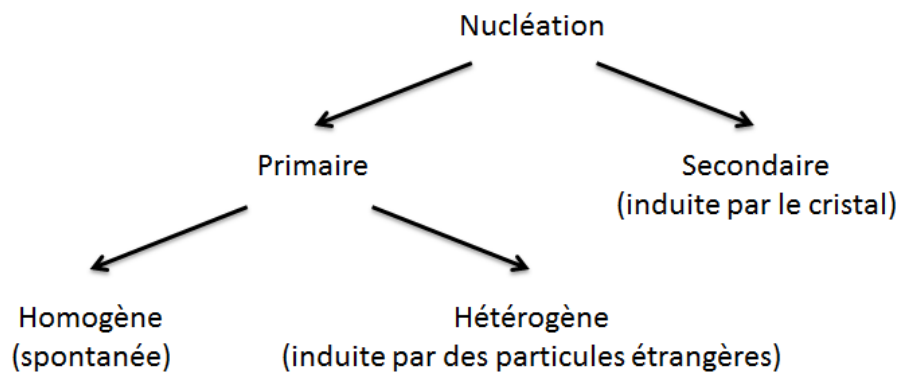 Nucléation
Primaire
Secondaire
(induite par le cristal)
Homogène
(spontanée)
Hétérogène
(induite par des particules étrangères)